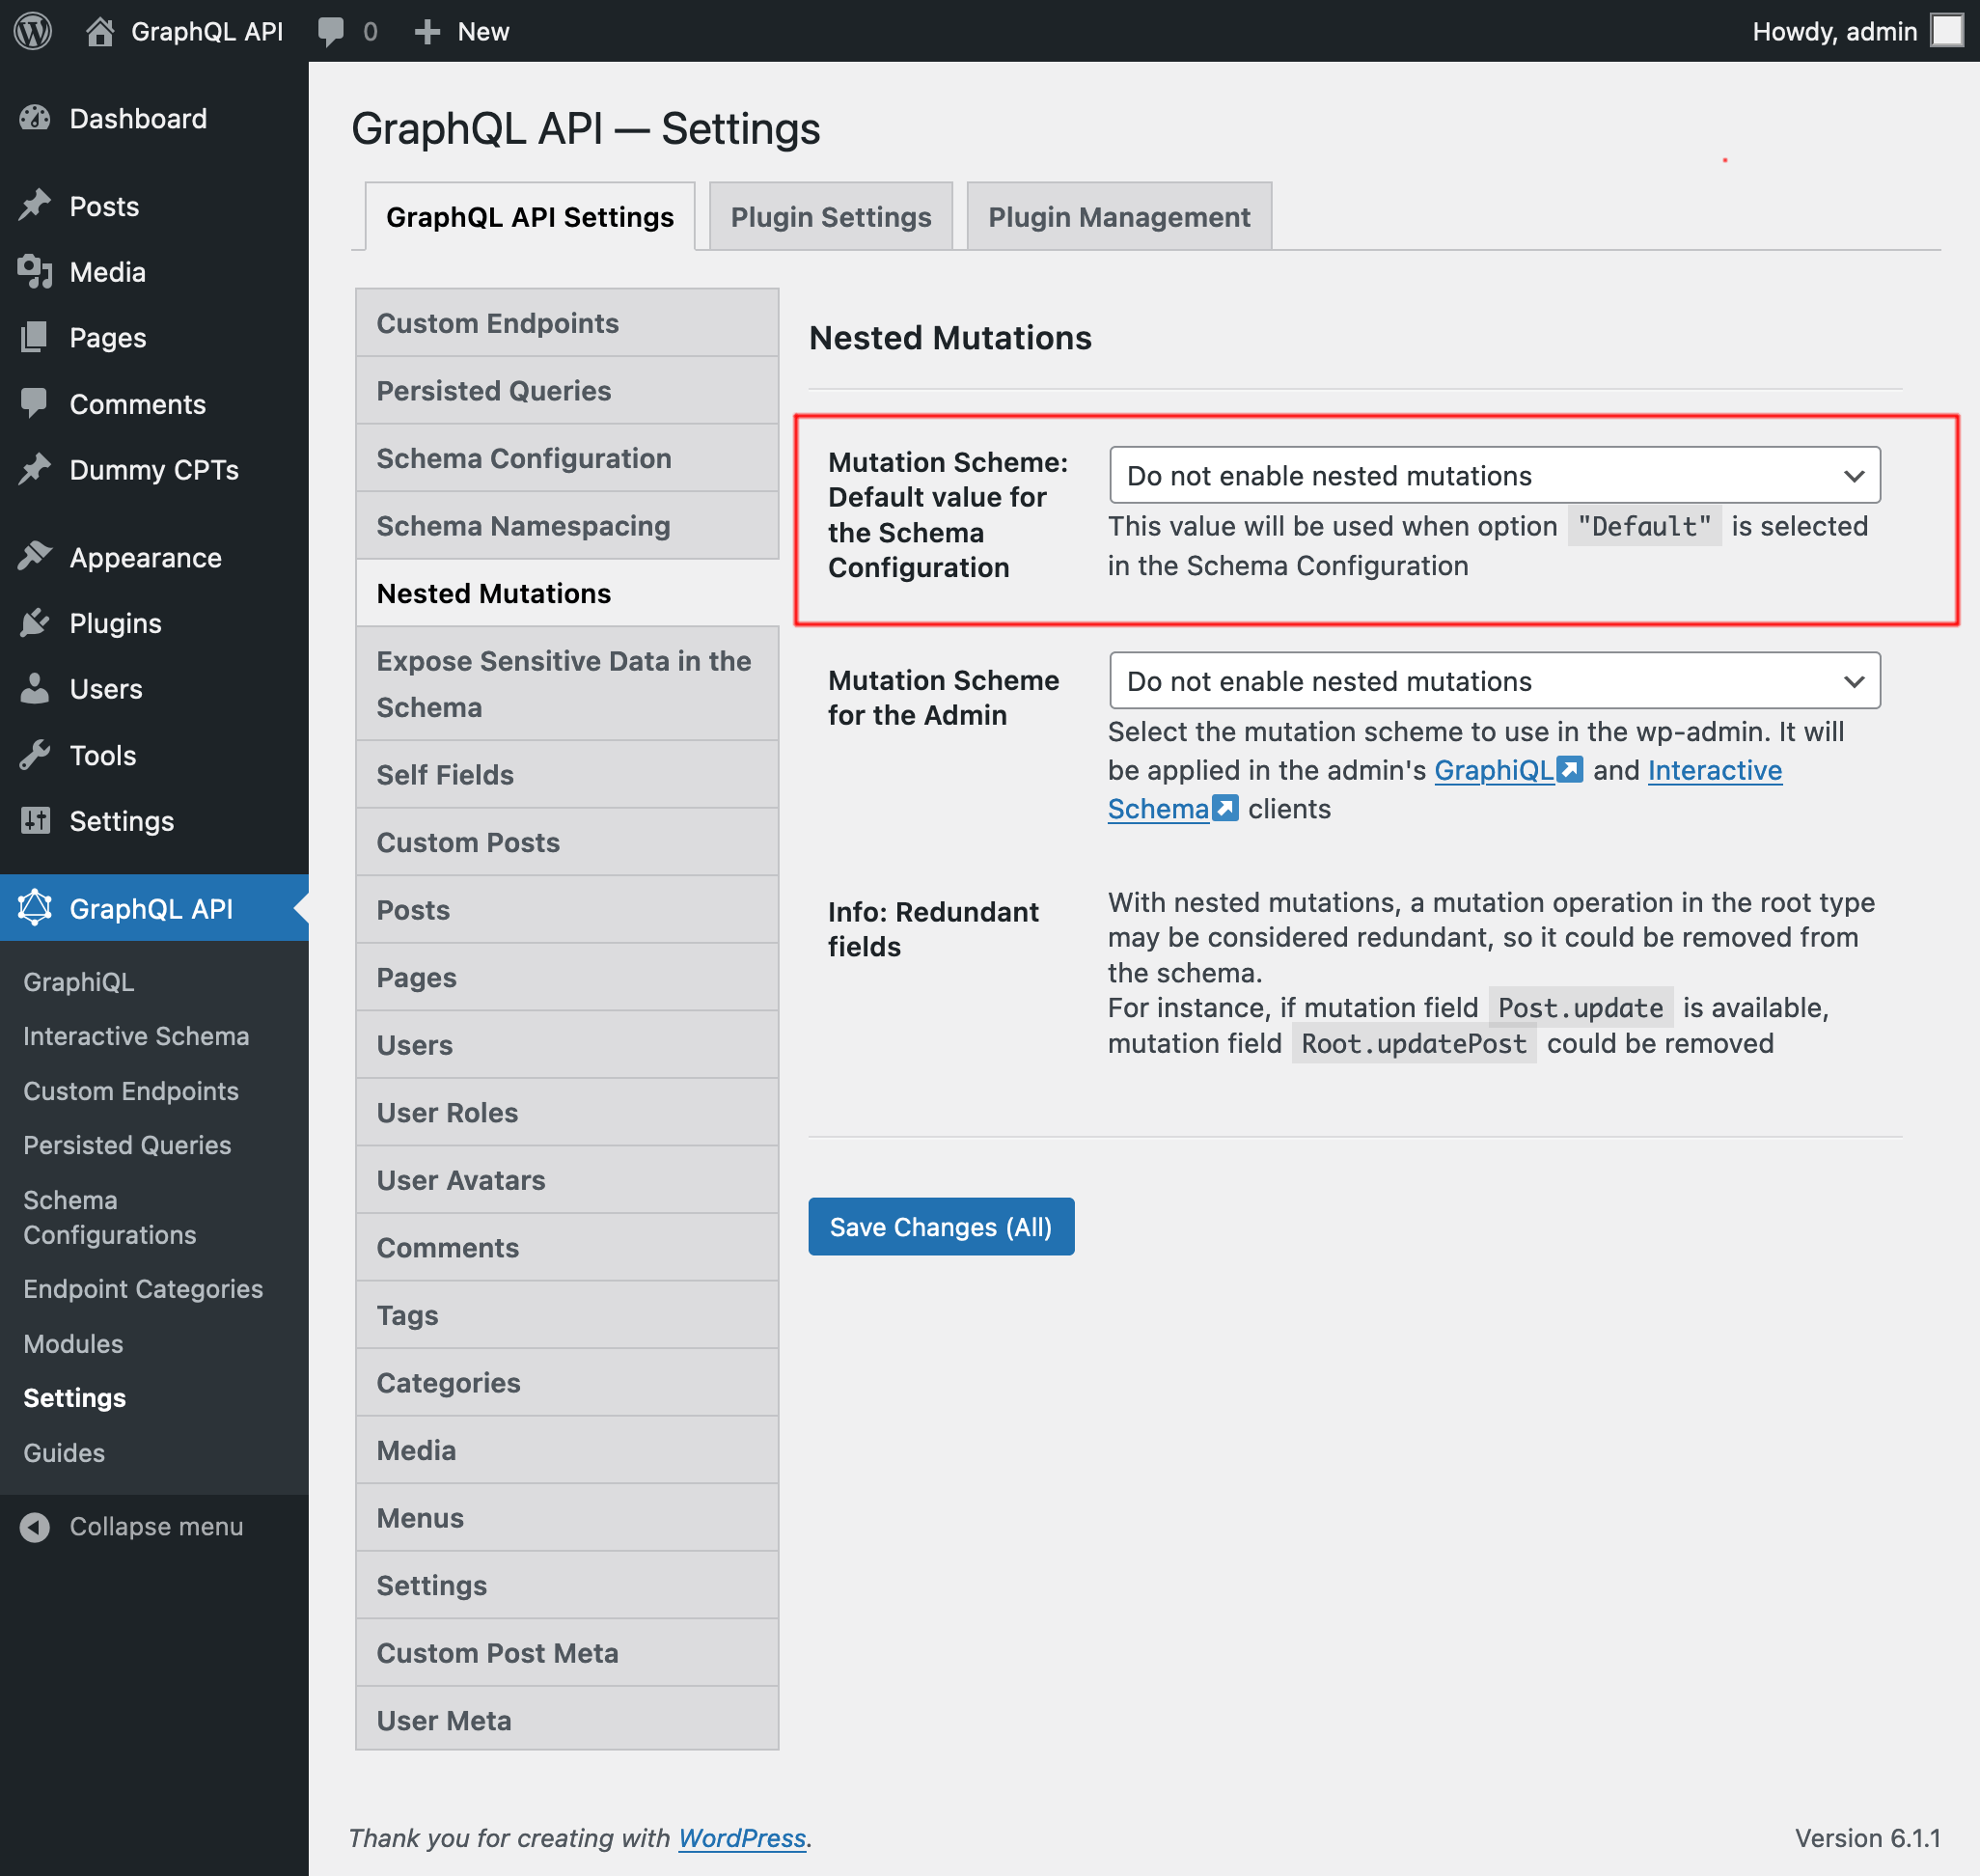 GraphQL API 0 New Howdy, admin
Dashboard
Posts
Media
Pages
Comments
Dummy CPTs
Appearance
Plugins
Users
Tools
Settings
GraphQL API
GraphiQL
Interactive Schema
Custom Endpoints
Persisted Queries
Schema
Configurations
Endpoint Categories
Modules
Settings
Guides
Collapse menu
GraphQL API — Settings
GraphQL API Settings Plugin Settings Plugin Management
Custom Endpoints
Persisted Queries
Schema Configuration
Schema Namespacing
Nested Mutations
Expose Sensitive Data in the
Schema
Self Fields
Custom Posts
Posts
Pages
Users
User Roles
User Avatars
Comments
Tags
Categories
Media
Menus
Settings
Custom Post Meta
User Meta
Nested Mutations
Mutation Scheme:
Default value for
the Schema
Configuration
Do not enable nested mutations
This value will be used when option "Default" is selected
in the Schema Configuration
Mutation Scheme
for the Admin
Do not enable nested mutations
Select the mutation scheme to use in the wp-admin. It will
be applied in the admin's GraphiQL and Interactive
Schema clients
Info: Redundant
fields
With nested mutations, a mutation operation in the root type
may be considered redundant, so it could be removed from
the schema.
For instance, if mutation field Post.update is available,
mutation field Root.updatePost could be removed
Save Changes (All)
Thank you for creating with WordPress.
Version 6.1.1